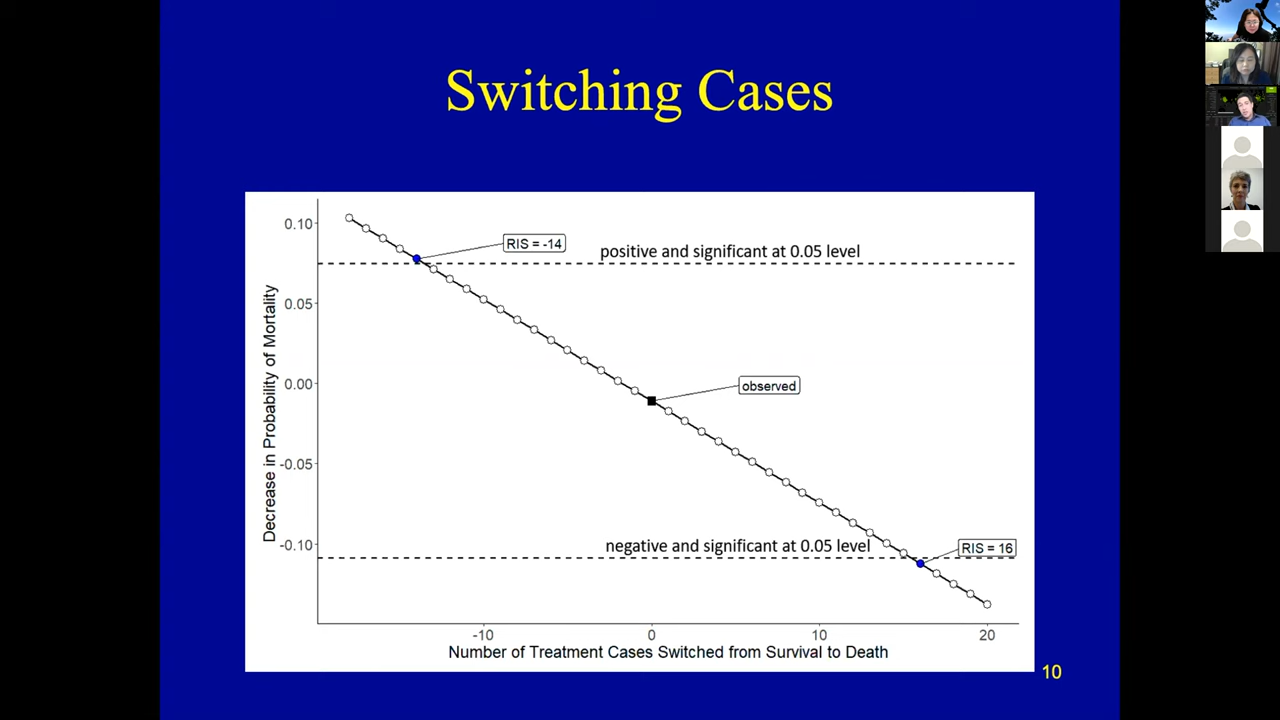 Switching Cases
0.10
0.05
0.00
-0.05
-0.10
Decrease in Probability of Mortality
RIS = -14
positive and significant at 0.05 level
observed
negative and significant at 0.05 level
RIS = 16
-10
0
10
20
Number of Treatment Cases Switched from Survival to Death
10